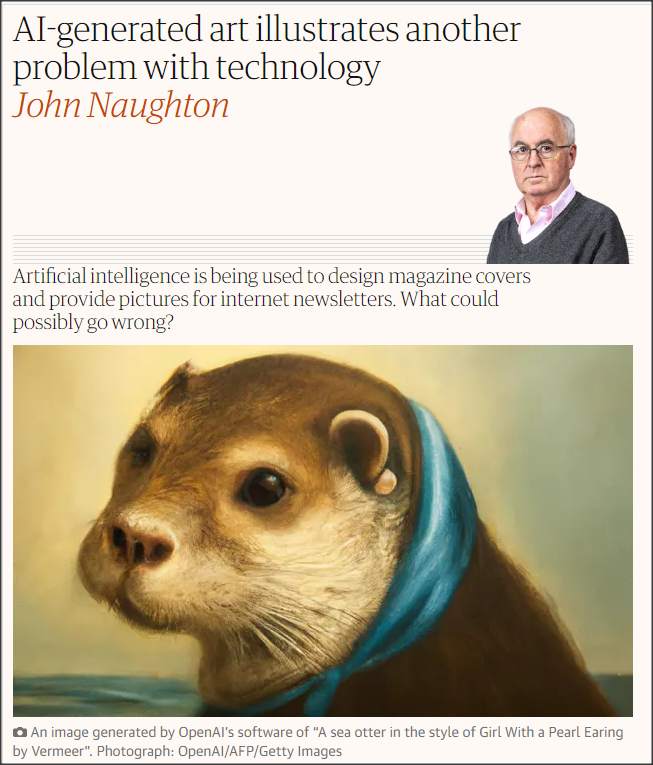 AI-generated art illustrates another
problem with technology
John Naughton
Artificial intelligence is being used to design magazine covers
and provide pictures for internet newsletters. What could
possibly go wrong?
An image generated by OpenAI’s software of “A sea otter in the style of Girl With a Pearl Earing
by Vermeer”. Photograph: OpenAI/AFP/Getty Images